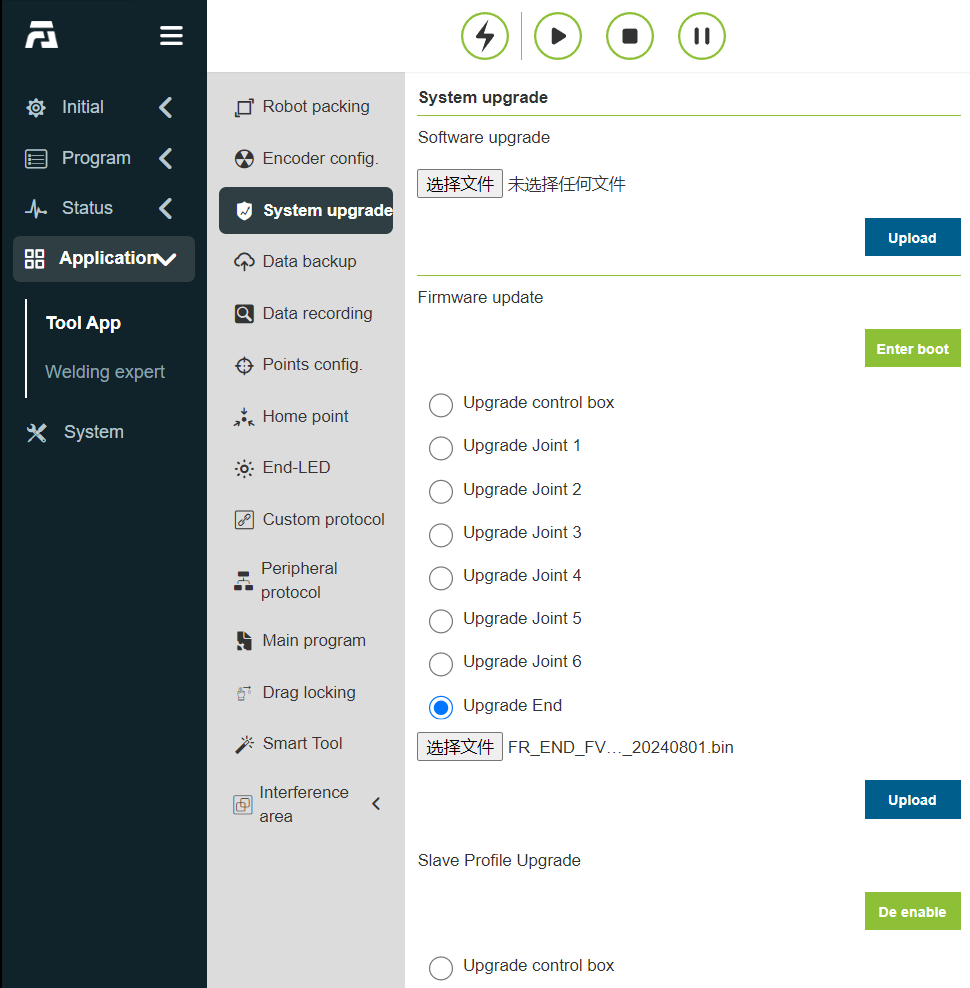 Initial
Program
Status
Application
Tool App
Welding expert
System
Robot packing
Encoder config.
System upgrade
Data backup
Data recording
Points config.
Home point
End-LED
Custom protocol
Peripheral
protocol
Main program
Drag locking
Smart Tool
Interference
area
System upgrade
Software upgrade
选择文件 未选择任何文件
Upload
Firmware update
Enter boot
Upgrade control box
Upgrade Joint 1
Upgrade Joint 2
Upgrade Joint 3
Upgrade Joint 4
Upgrade Joint 5
Upgrade Joint 6
Upgrade End
选择文件 FR_END_FV…_20240801.bin
Upload
Slave Profile Upgrade
De enable
Upgrade control box